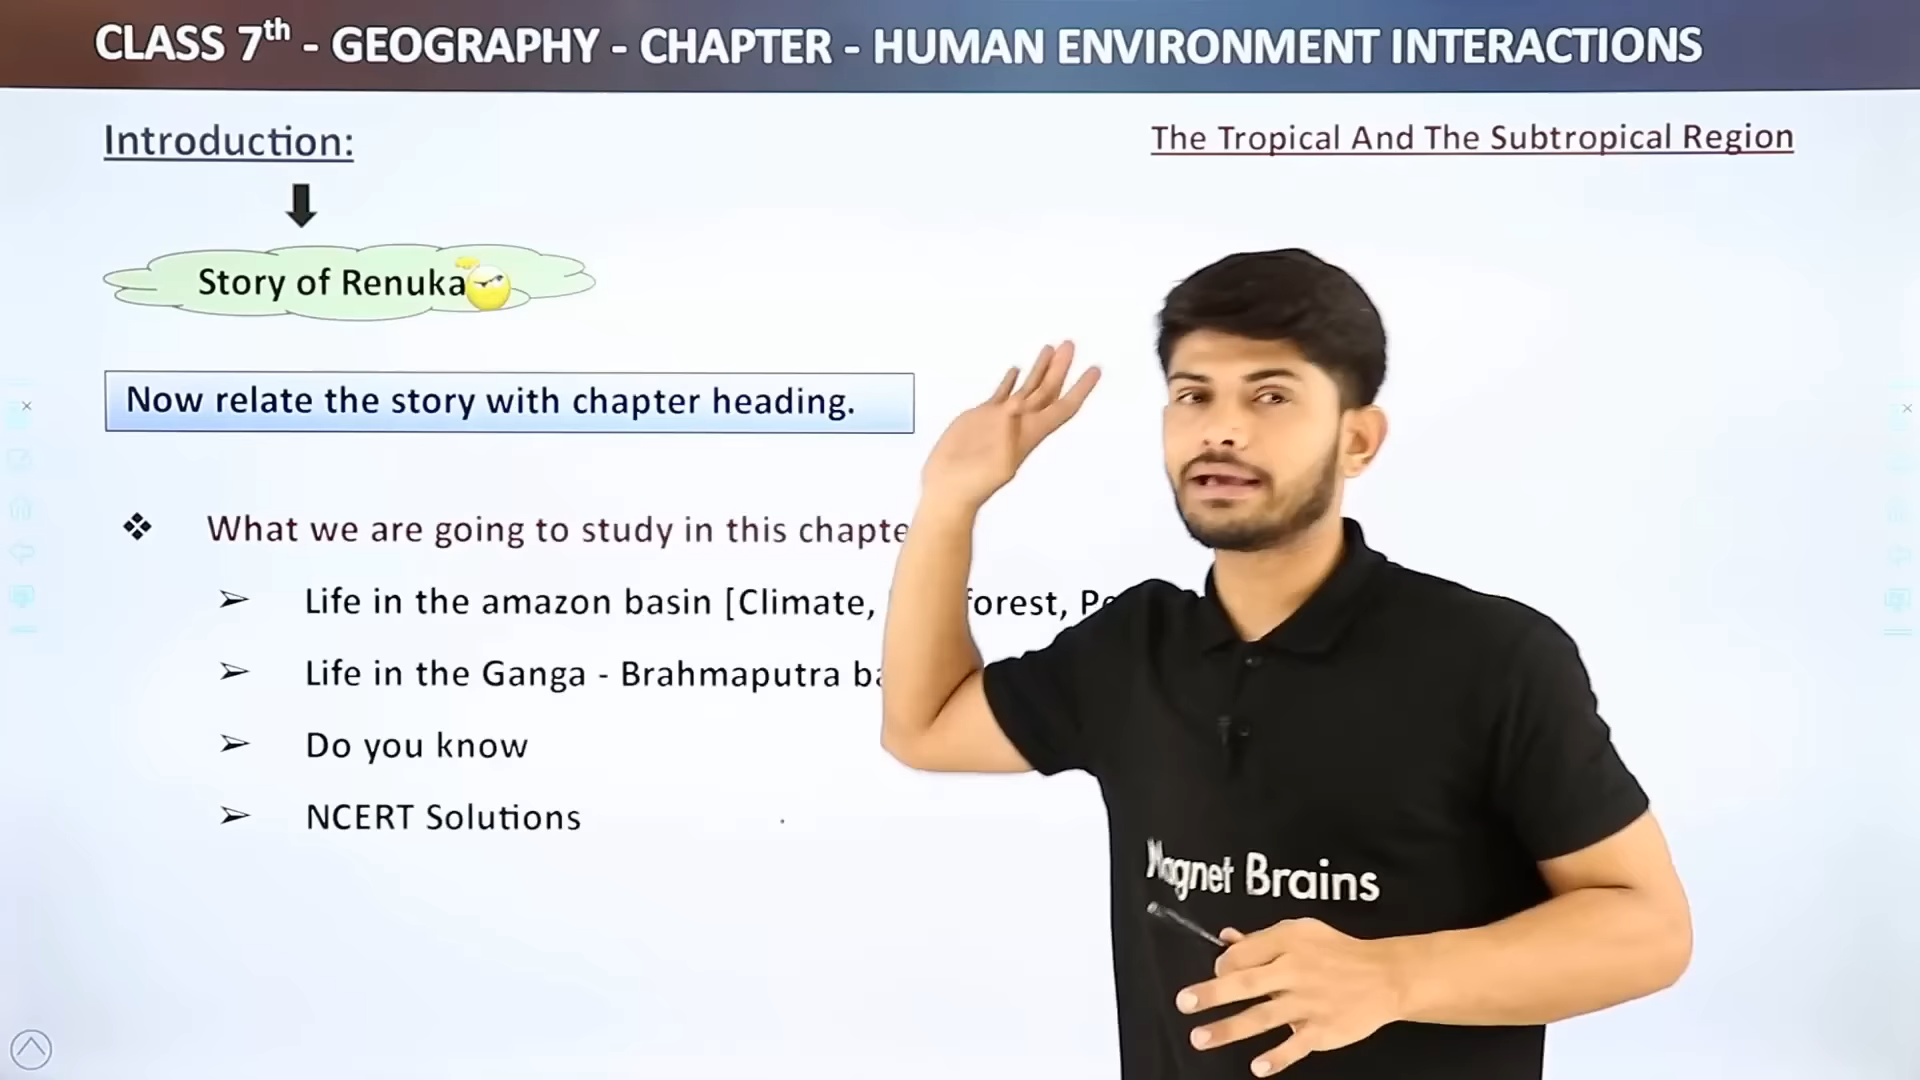 CLASS 7th - GEOGRAPHY - CHAPTER - HUMAN ENVIRONMENT INTERACTIONS
Introduction:
The Tropical And The Subtropical Region
Story of Renuka
Now relate the story with chapter heading.
What we are going to study in this
Life in the amazon basin [Climate,
Life in the Ganga - Brahmaputra
Do you know
NCERT Solutions
Magnet Brains